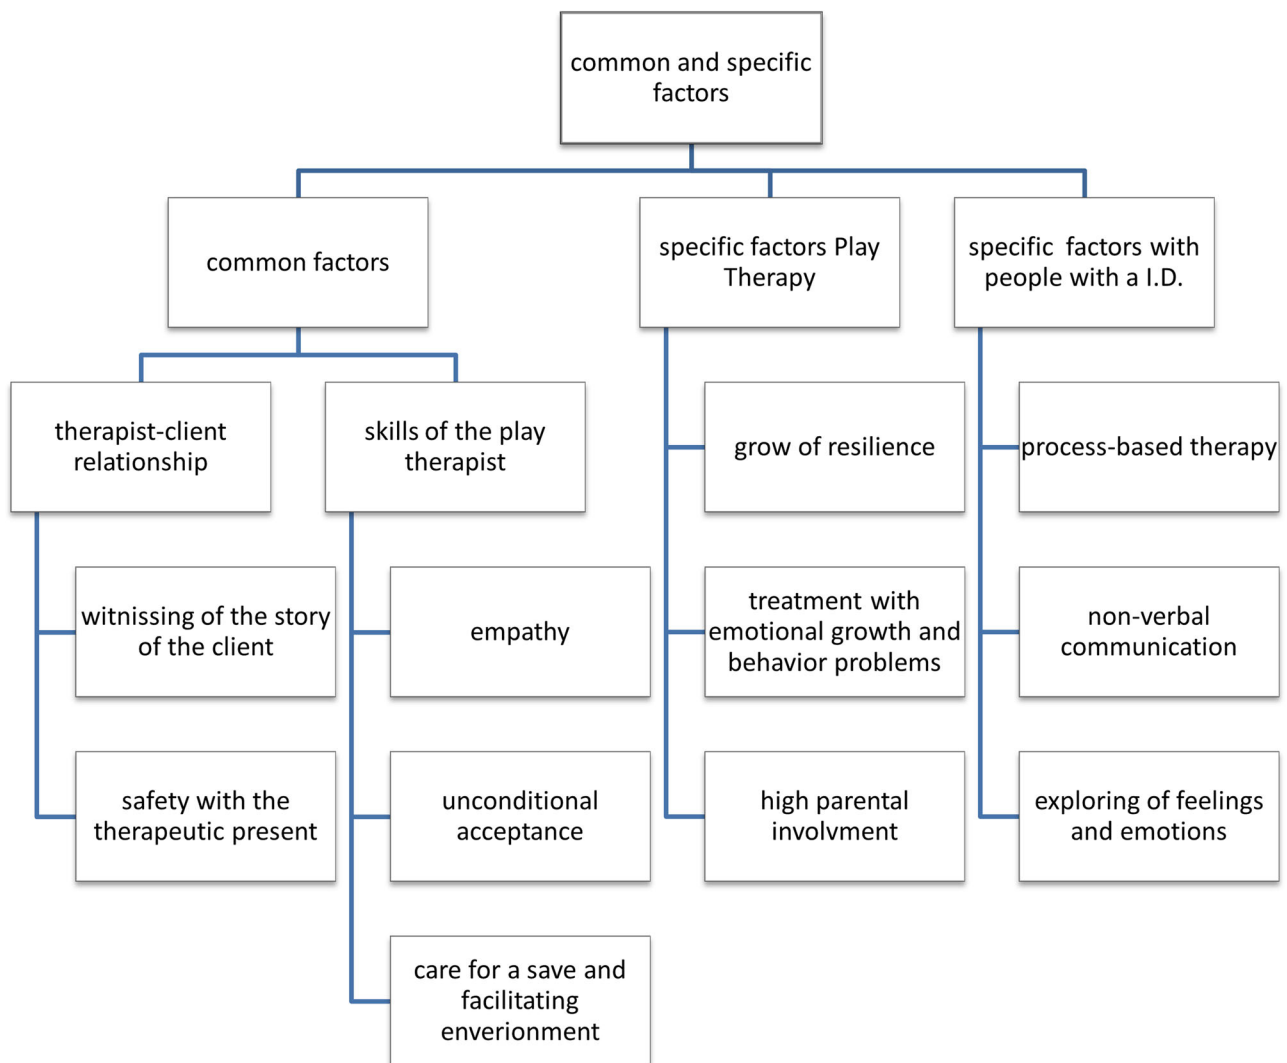 common and specific
factors
common factors
specific factors Play
Therapy
specific factors with
people with a I.D.
therapist-client
relationship
skills of the play
therapist
grow of resilience
process-based therapy
witnissing of the story
of the client
empathy
treatment with
emotional growth and
behavior problems
non-verbal
communication
safety with the
therapeutic present
unconditional
acceptance
high parental
involvment
exploring of feelings
and emotions
care for a save and
facilitating
enverionment